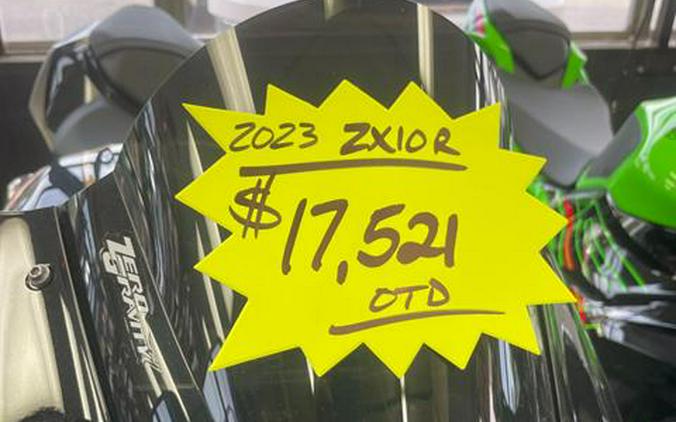 2023 ZX10R
$17,521
OTD
ZERO
GRAVITY